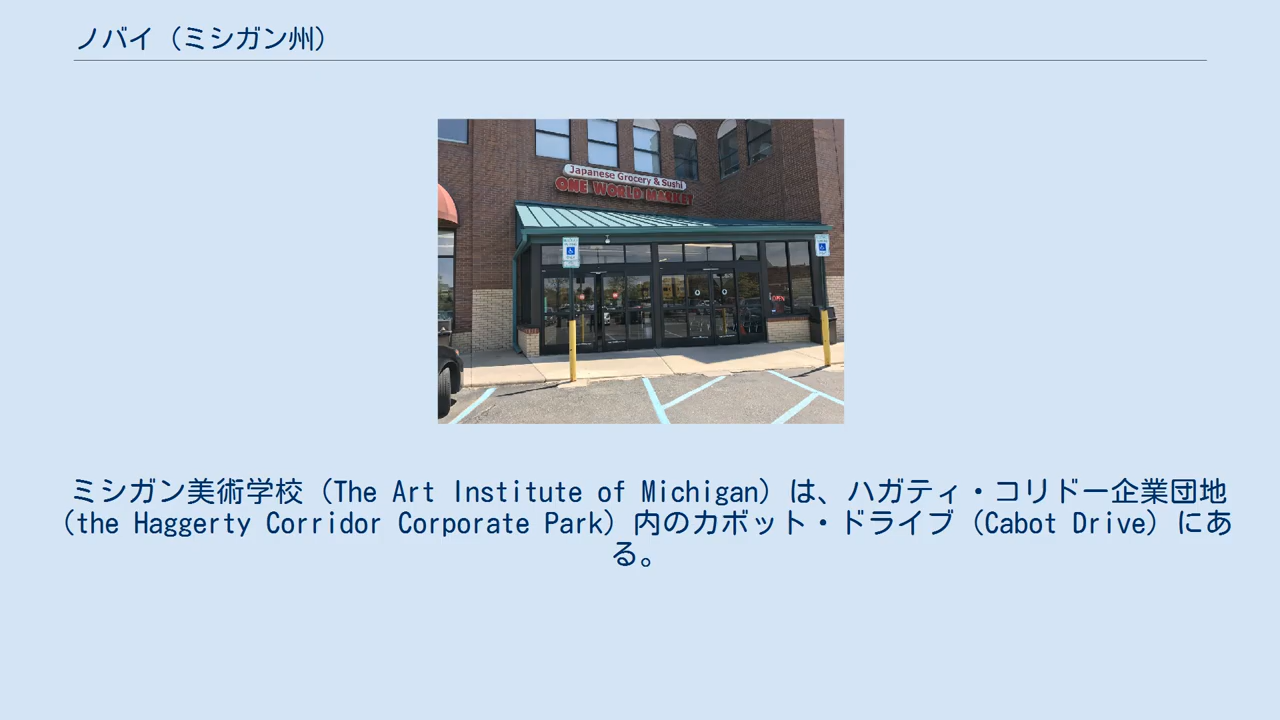 ノバイ（ミシガン州）
Japanese Grocery & Sushi
ONE WORLD MARKET
OPEN
ミシガン美術学校（The Art Institute of Michigan）は、ハガティ・コリドー企業団地
（the Haggerty Corridor Corporate Park）内のカボット・ドライブ（Cabot Drive）にあ
る。